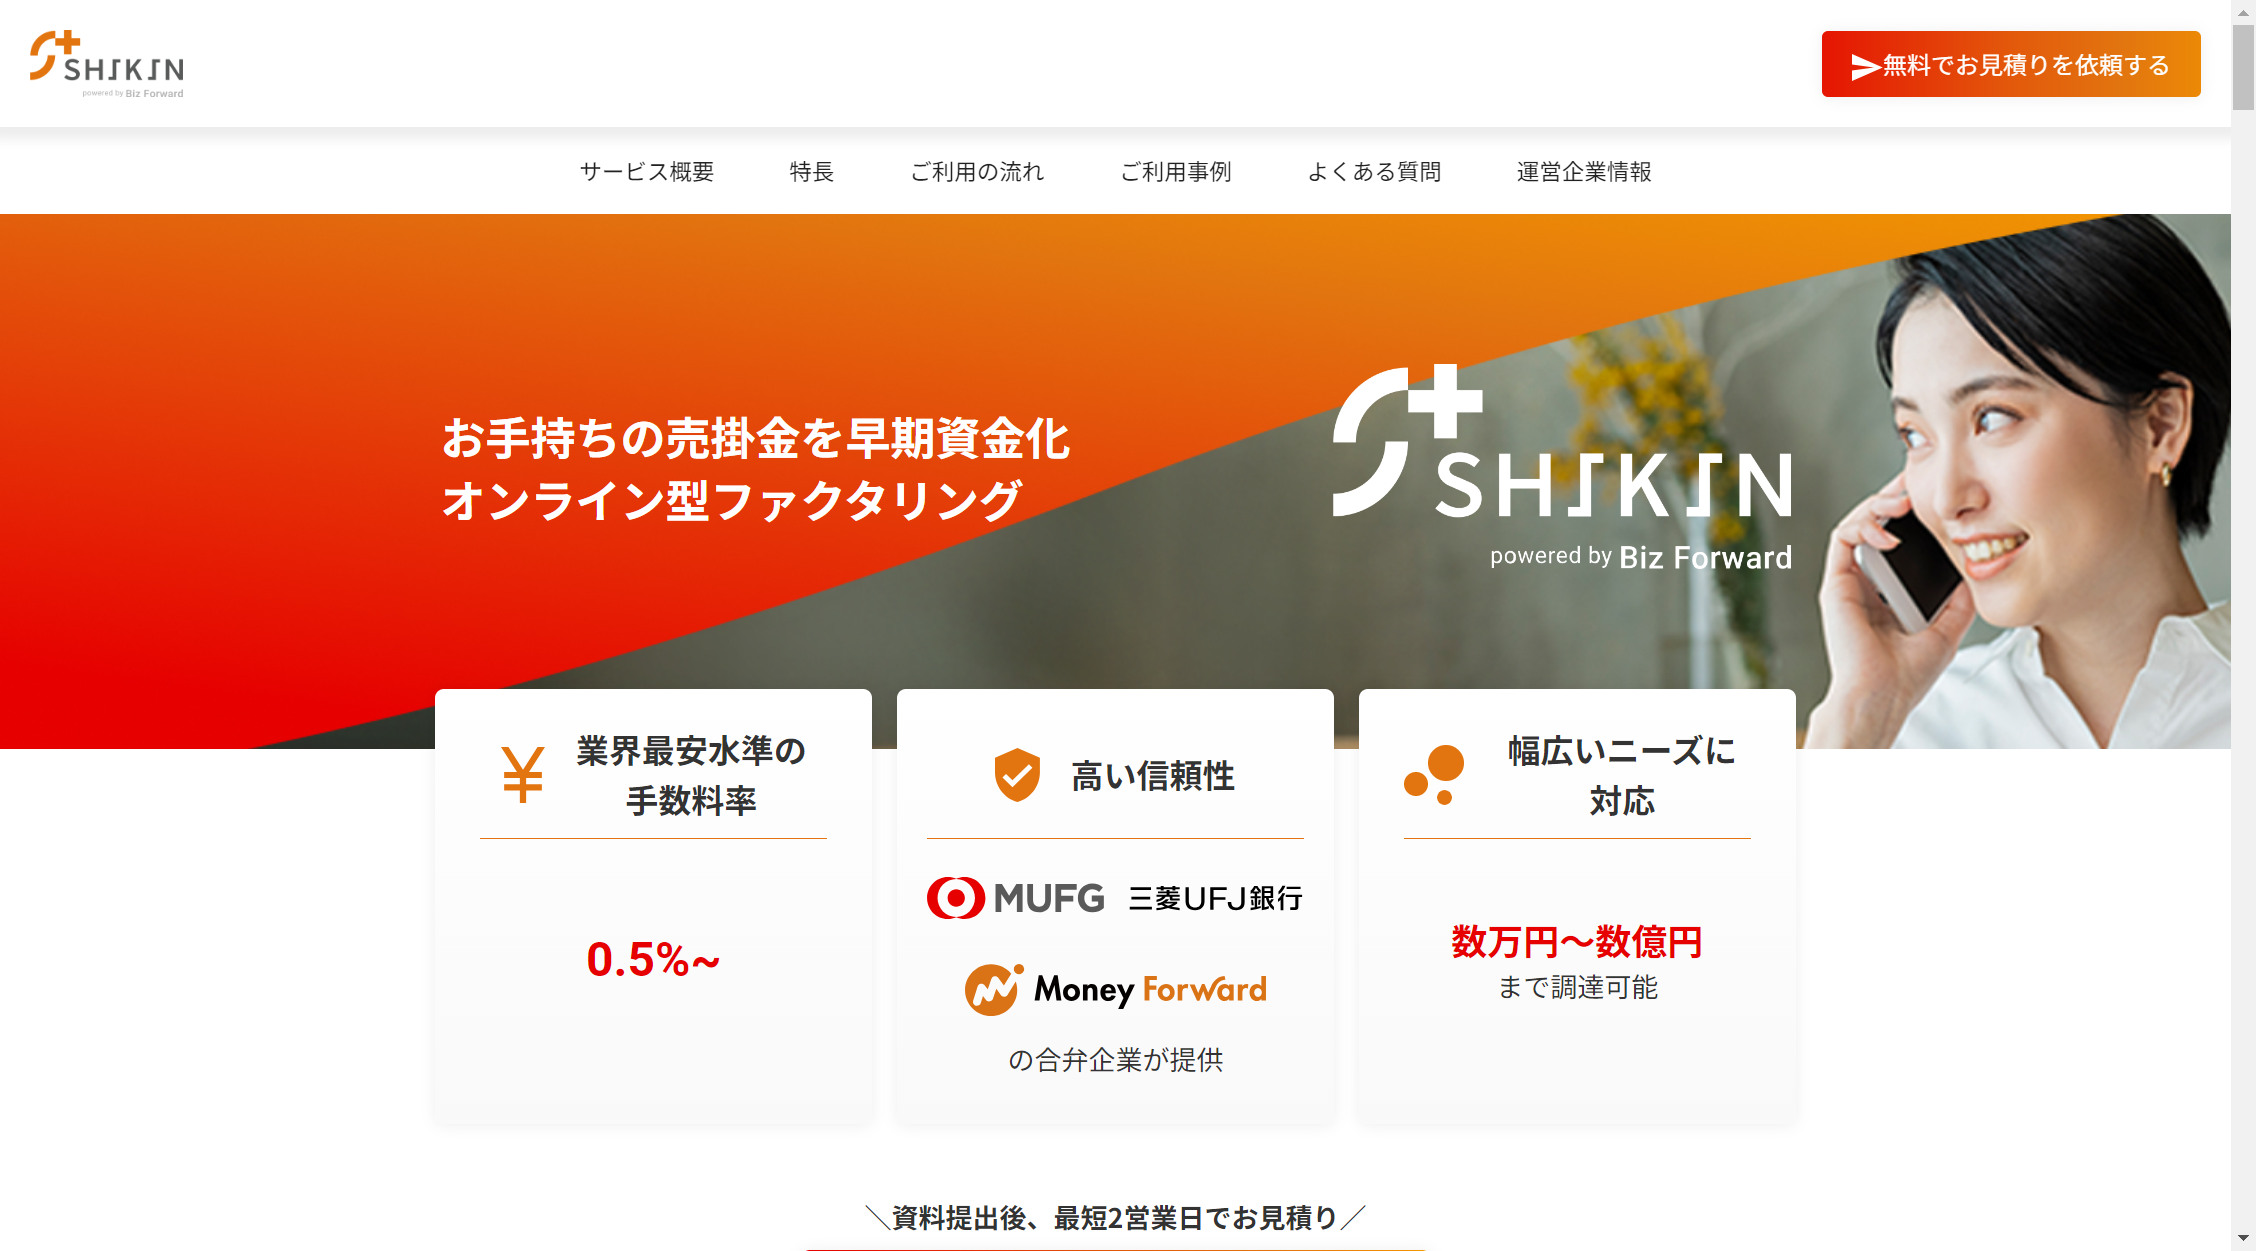 SHIKIN
powered by Biz Forward
無料でお見積りを依頼する
サービス概要
特長
ご利用の流れ
ご利用事例
よくある質問
運営企業情報
お手持ちの売掛金を早期資金化
オンライン型ファクタリング
SHIKIN
powered by Biz Forward
¥
業界最安水準の
手数料率
0.5%~
高い信頼性
MUFG 三菱UFJ銀行
Money Forward
の合弁企業が提供
幅広いニーズに
対応
数万円〜数億円
まで調達可能
＼資料提出後、最短2営業日でお見積り／